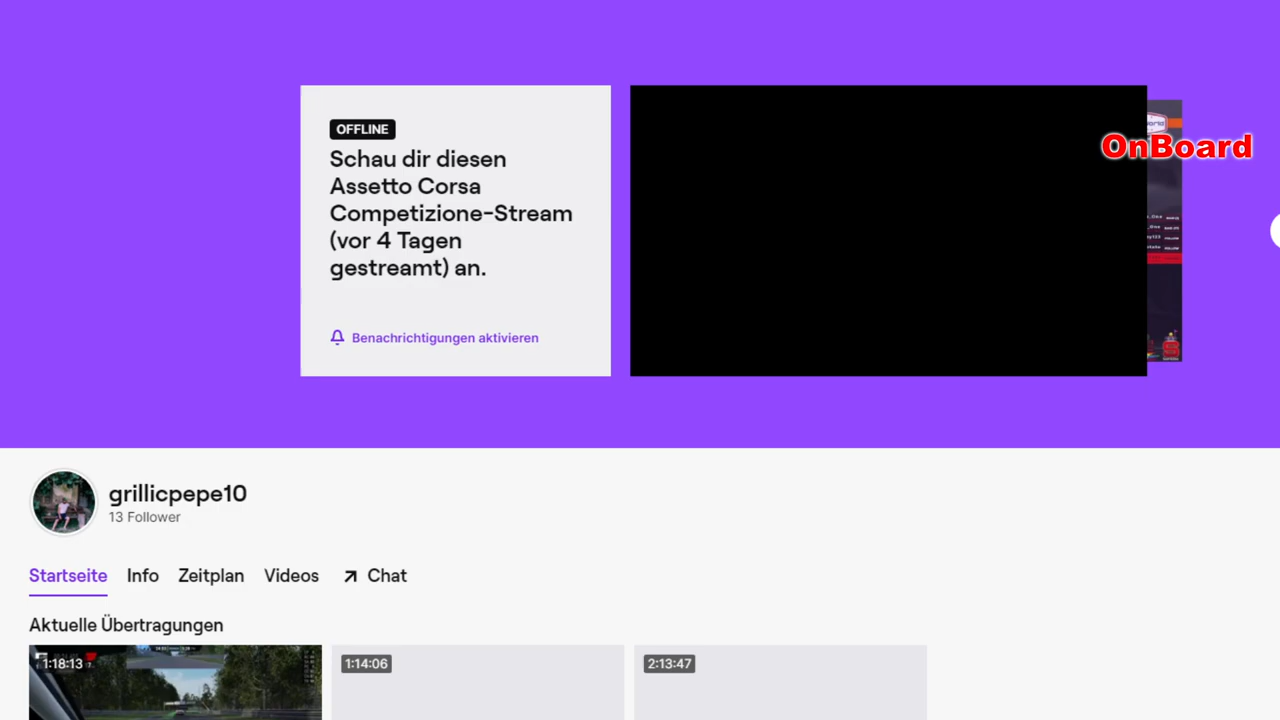 OFFLINE
Schau dir diesen
Assetto Corsa
Competizione-Stream
(vor 4 Tagen
gestreamt) an.
Benachrichtigungen aktivieren
OnBoard
grillicpepe10
13 Follower
Startseite
Info
Zeitplan
Videos
Chat
Aktuelle Übertragungen
1:18:13
1:14:06
2:13:47